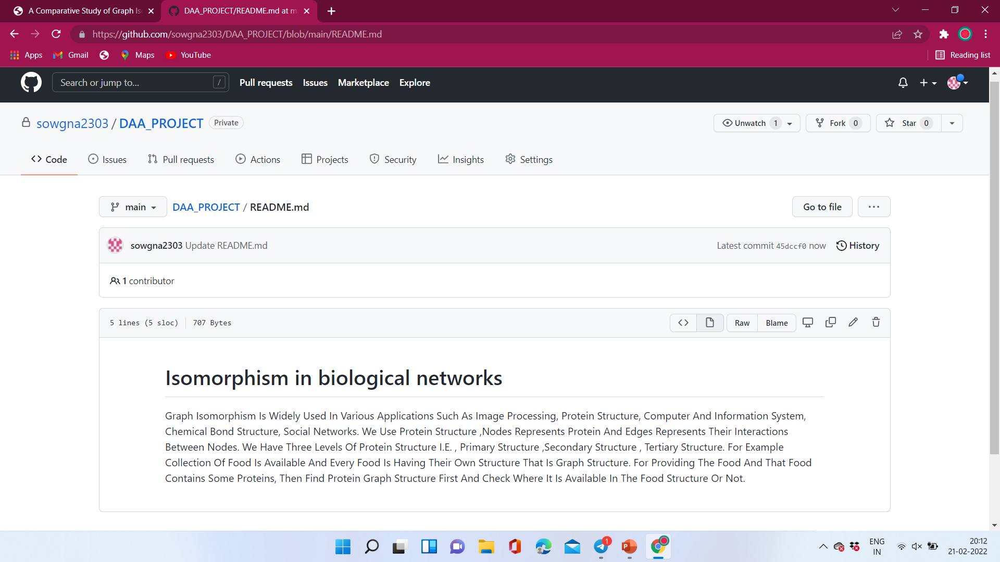 A Comparative Study of Graph Is
DAA_PROJECT/README.md at m
https://github.com/sowgna2303/DAA_PROJECT/blob/main/README.md
Apps Gmail Maps YouTube Reading list
Search or jump to... / Pull requests Issues Marketplace Explore
sowgna2303 / DAA_PROJECT Private Unwatch 1 Fork 0 Star 0
Code Issues Pull requests Actions Projects Security Insights Settings
main DAA_PROJECT / README.md Go to file ...
sowgna2303 Update README.md Latest commit 45dccf0 now History
1 contributor
5 lines (5 sloc) 707 Bytes Raw Blame
Isomorphism in biological networks
Graph Isomorphism Is Widely Used In Various Applications Such As Image Processing, Protein Structure, Computer And Information System,
Chemical Bond Structure, Social Networks. We Use Protein Structure ,Nodes Represents Protein And Edges Represents Their Interactions
Between Nodes. We Have Three Levels Of Protein Structure I.E. , Primary Structure ,Secondary Structure , Tertiary Structure. For Example
Collection Of Food Is Available And Every Food Is Having Their Own Structure That Is Graph Structure. For Providing The Food And That Food
Contains Some Proteins, Then Find Protein Graph Structure First And Check Where It Is Available In The Food Structure Or Not.
1
ENG
IN
20:12
21-02-2022